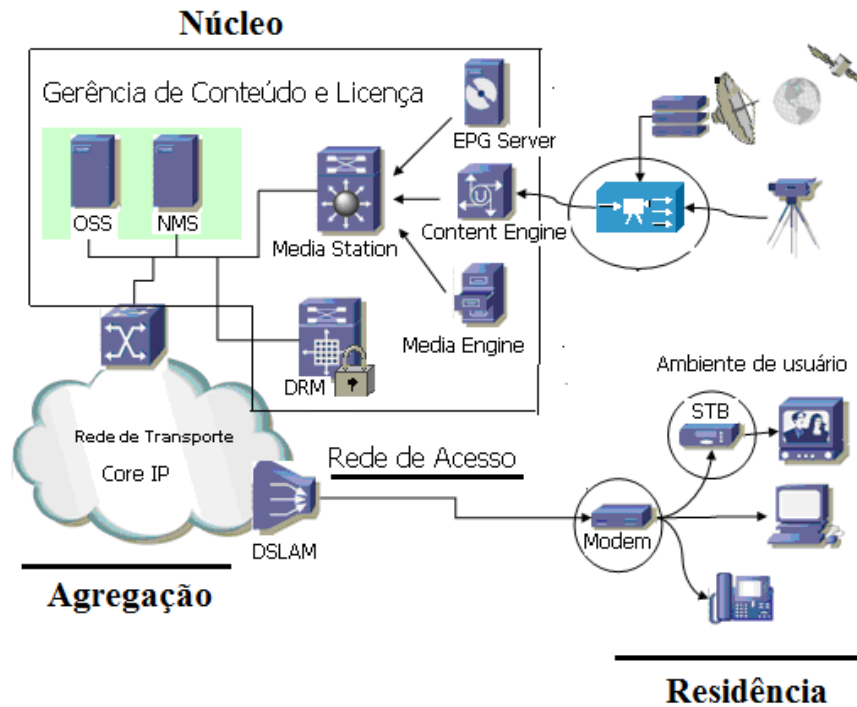 Núcleo
Gerência de Conteúdo e Licença
EPG Server
OSS
NMS
Media Station
Content Engine
U
Media Engine
DRM
Ambiente de usuário
STB
Rede de Transporte
Core IP
Rede de Acesso
DSLAM
Modem
Agregação
Residência